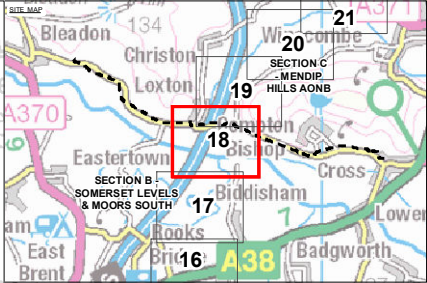 SITE MAP
Bleadon
134
21
A371
Christon
20
SECTION C
- MENDIP
HILLS AONB
Loxton
19
A370
18
Bishop
Eastertown
Cross
SECTION B -
SOMERSET LEVELS
& MOORS SOUTH
Biddisham
17
7
Lower
Rooks
East
Brent
16
A38
Badgworth